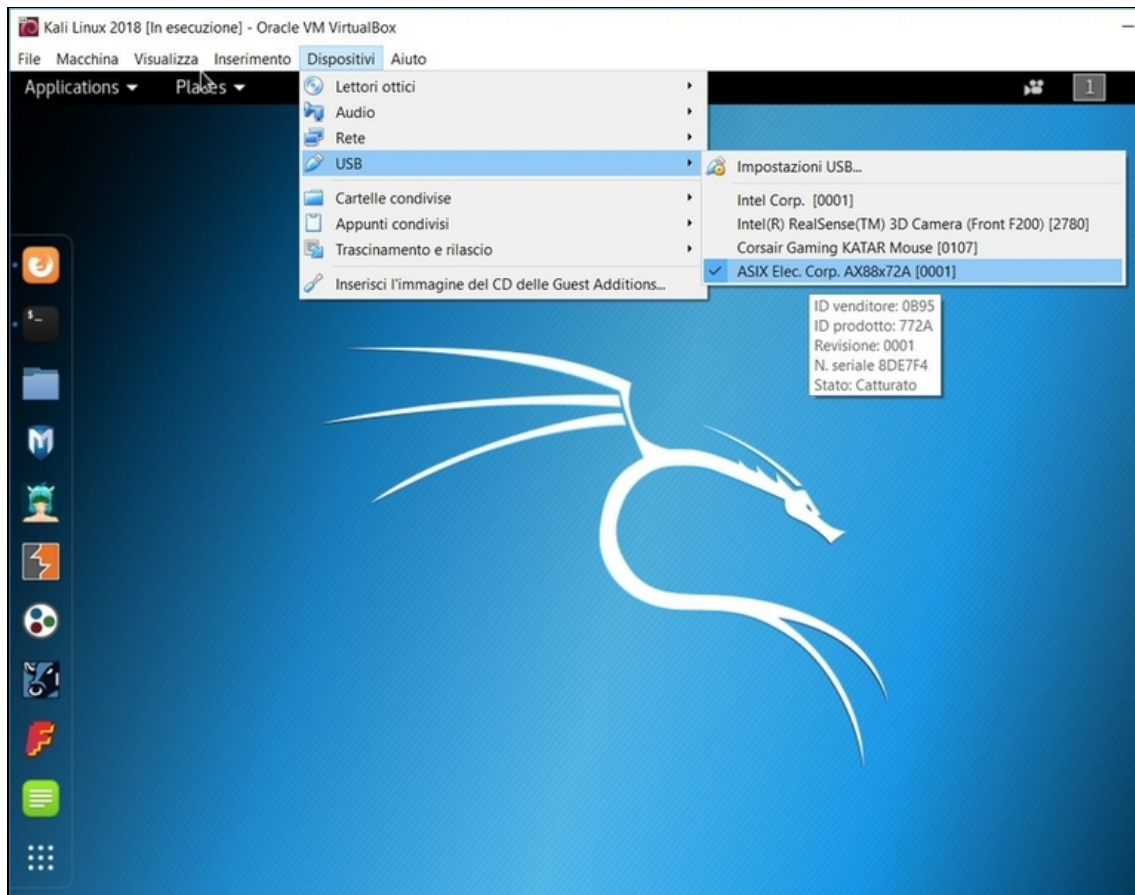 Kali Linux 2018 [In esecuzione] - Oracle VM VirtualBox
File Macchina Visualizza Inserimento Dispositivi Aiuto
Applications Places
1
Lettori ottici
Audio
Rete
USB
Cartelle condivise
Appunti condivisi
Trascinamento e rilascio
Inserisci l'immagine del CD delle Guest Additions...
Impostazioni USB...
Intel Corp. [0001]
Intel(R) RealSense(TM) 3D Camera (Front F200) [2780]
Corsair Gaming KATAR Mouse [0107]
ASIX Elec. Corp. AX88x72A [0001]
ID venditore: 0B95
ID prodotto: 772A
Revisione: 0001
N. seriale 8DE7F4
Stato: Catturato
$_